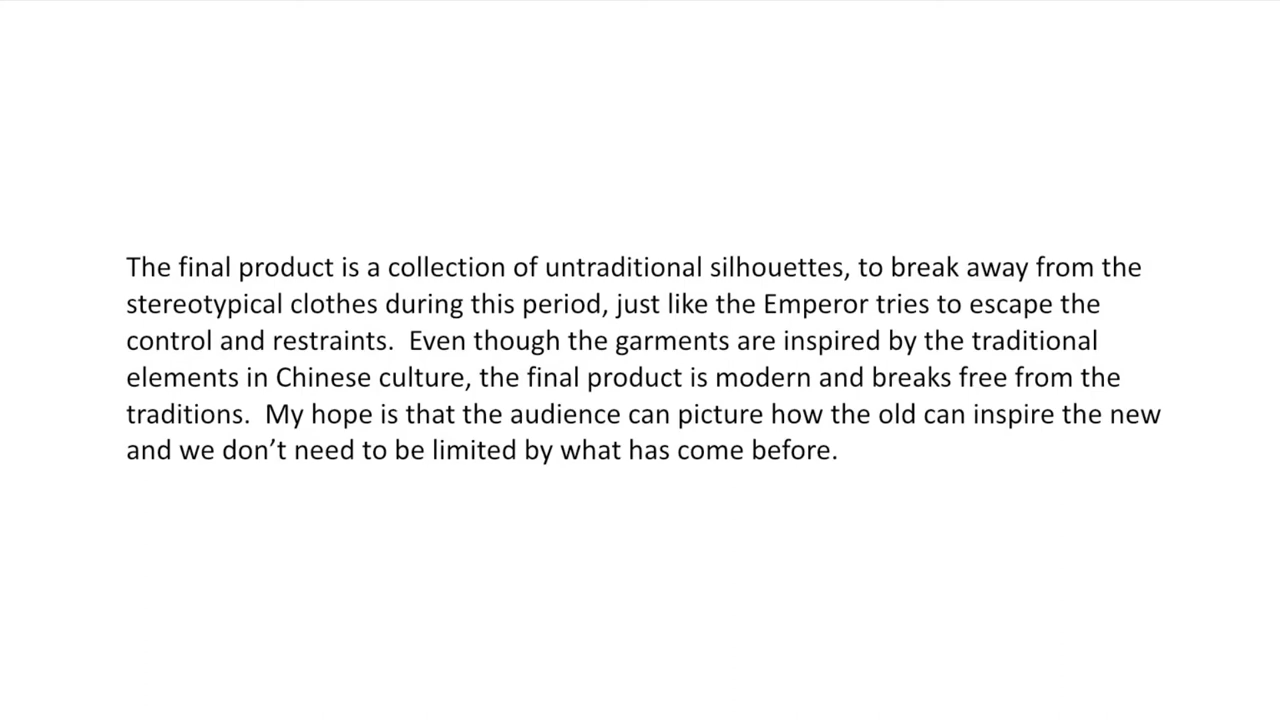 The final product is a collection of untraditional silhouettes, to break away from the
stereotypical clothes during this period, just like the Emperor tries to escape the
control and restraints.  Even though the garments are inspired by the traditional
elements in Chinese culture, the final product is modern and breaks free from the
traditions.  My hope is that the audience can picture how the old can inspire the new
and we don’t need to be limited by what has come before.